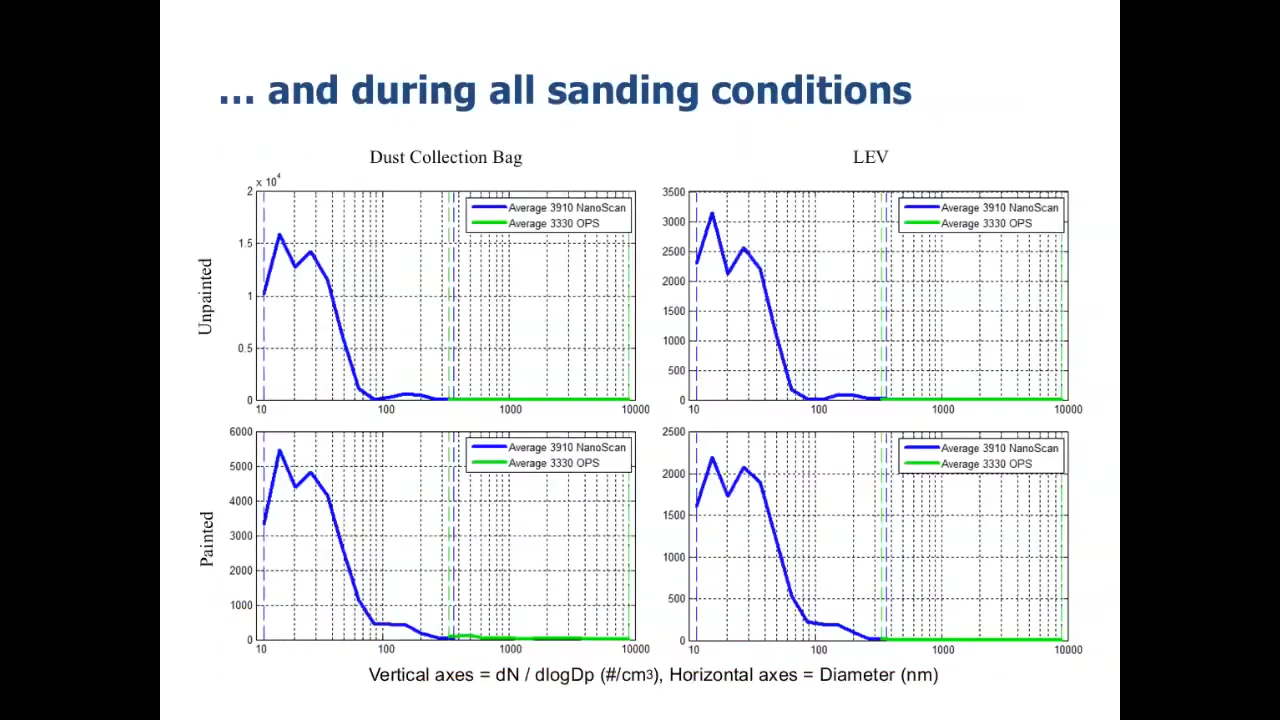 ... and during all sanding conditions
Dust Collection Bag
LEV
Unpainted
x 10⁴
2
1.5
1
0.5
0
10 100 1000 10000
Average 3910 NanoScan
Average 3330 OPS
3500
3000
2500
2000
1500
1000
500
0
10 100 1000 10000
Average 3910 NanoScan
Average 3330 OPS
Painted
6000
5000
4000
3000
2000
1000
0
10 100 1000 10000
Average 3910 NanoScan
Average 3330 OPS
2500
2000
1500
1000
500
0
10 100 1000 10000
Average 3910 NanoScan
Average 3330 OPS
Vertical axes = dN / dlogDp (#/cm3), Horizontal axes = Diameter (nm)